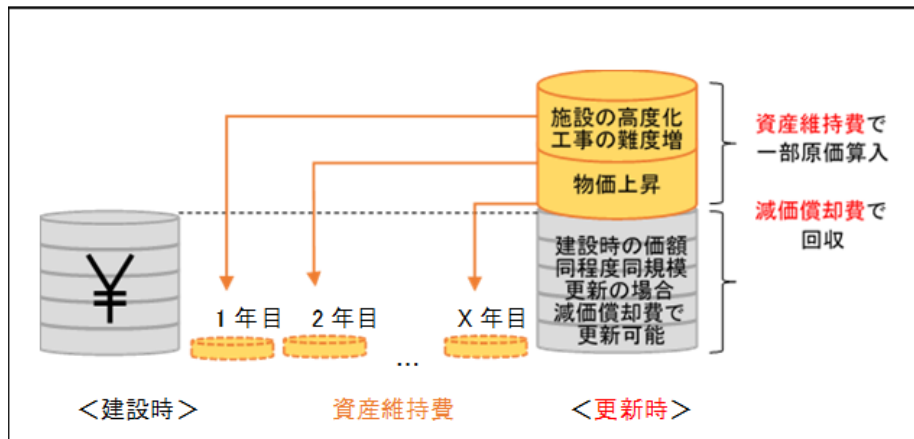 施設の高度化
工事の難度増
物価上昇
資産維持費で
一部原価算入
減価償却費で
回収
¥
建設時の価額
同程度同規模
更新の場合
減価償却費で
更新可能
1年目
2年目
…
X年目
＜建設時＞
資産維持費
＜更新時＞